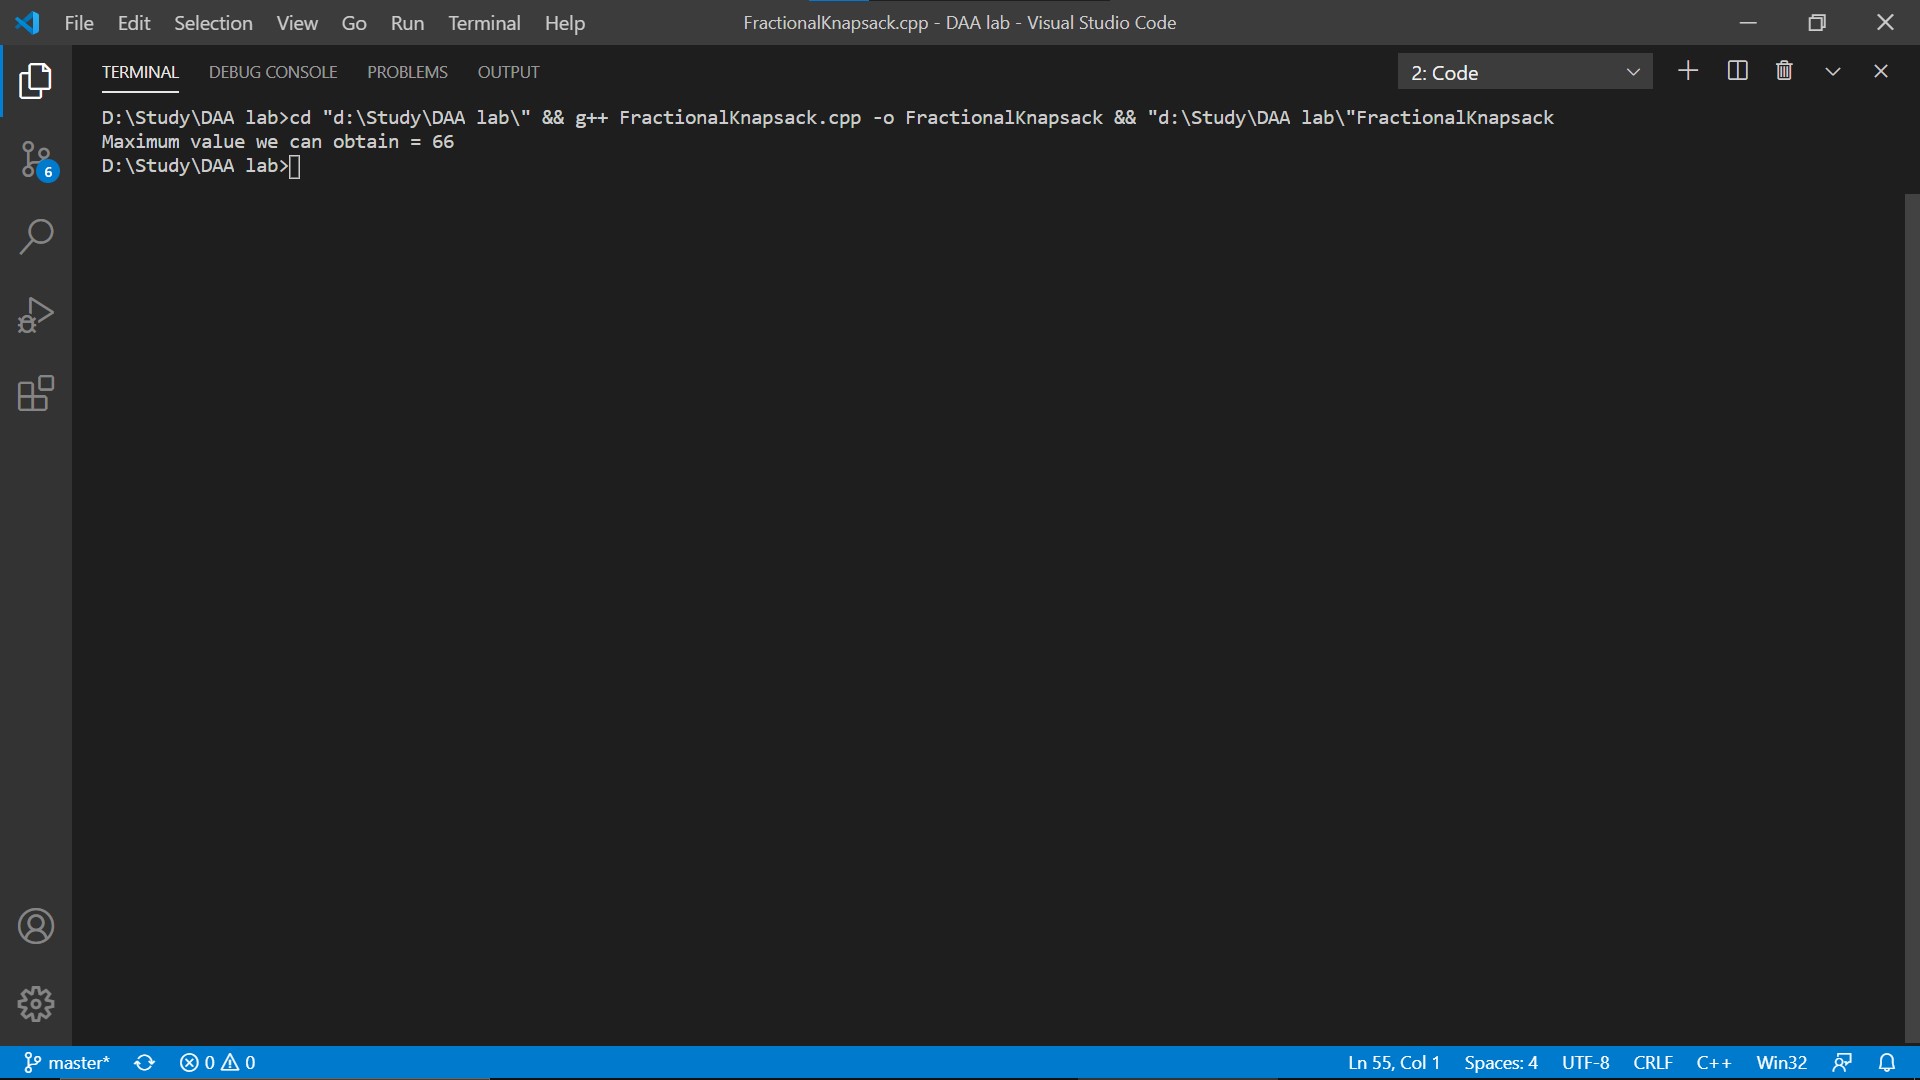 File Edit Selection View Go Run Terminal Help FractionalKnapsack.cpp - DAA lab - Visual Studio Code
TERMINAL DEBUG CONSOLE PROBLEMS OUTPUT 2: Code
D:\Study\DAA lab>cd "d:\Study\DAA lab\" && g++ FractionalKnapsack.cpp -o FractionalKnapsack && "d:\Study\DAA lab\"FractionalKnapsack
Maximum value we can obtain = 66
D:\Study\DAA lab>
6
master* 0 0 Ln 55, Col 1 Spaces: 4 UTF-8 CRLF C++ Win32